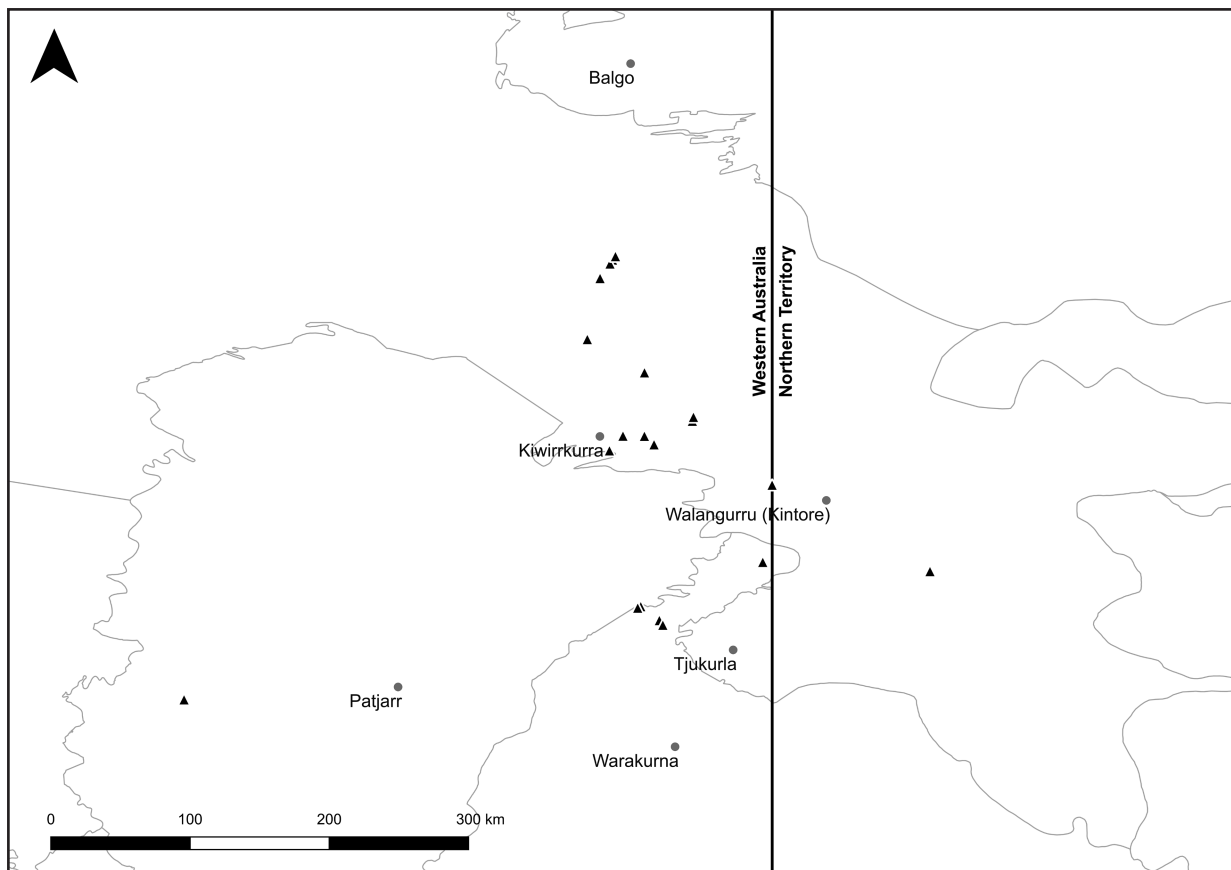 Balgo
Western Australia
Northern Territory
Kiwirrkurra
Walangurru (Kintore)
Tjukurla
Patjarr
Warakurna
0 100 200 300 km